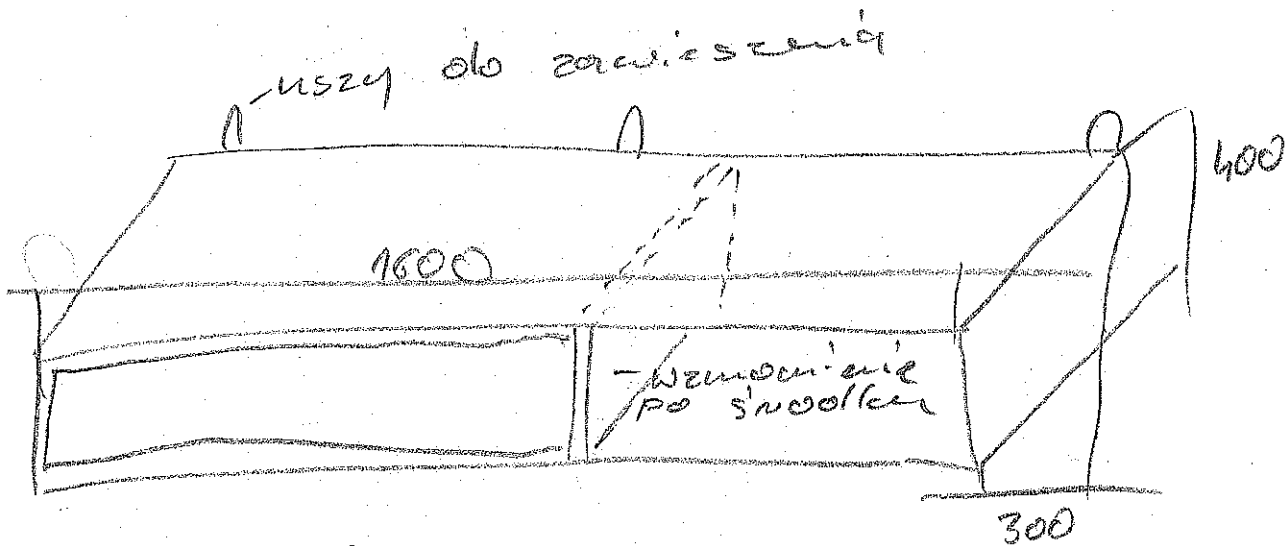 uszy do zawieszenia
400
1600
- wzmocnienie
po środku
300